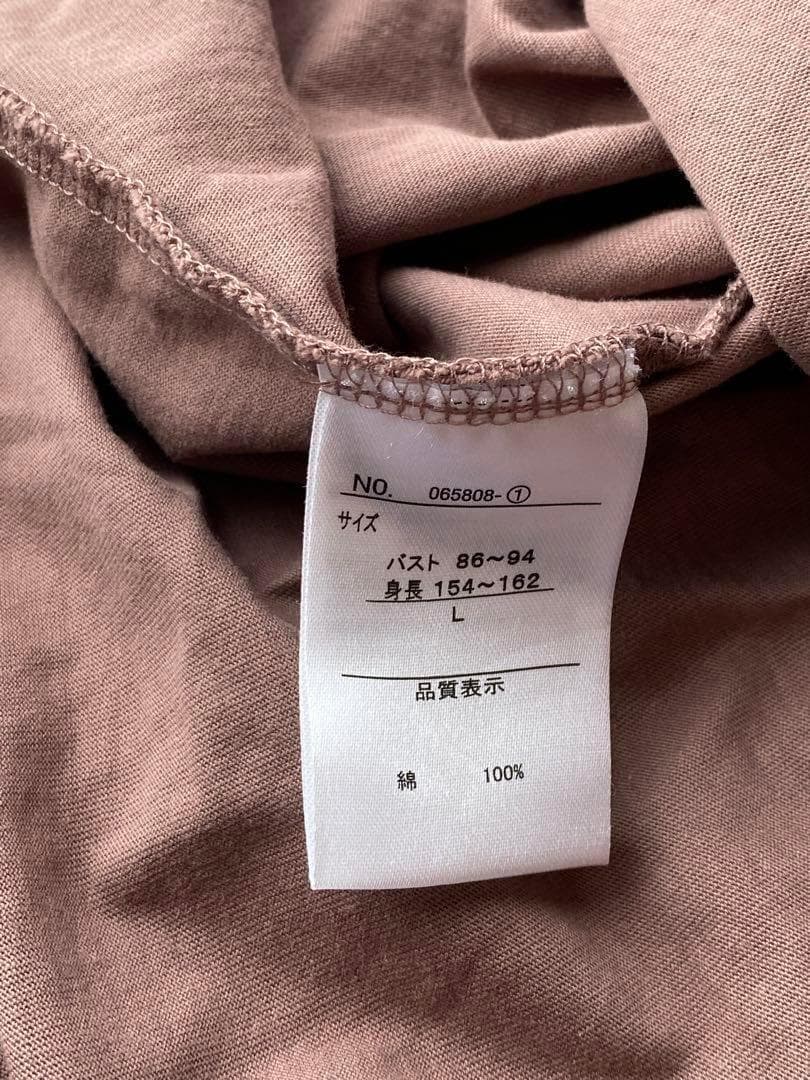 NO. 065808-①
サイズ
バスト 86〜94
身長 154〜162
L
品質表示
綿 100%